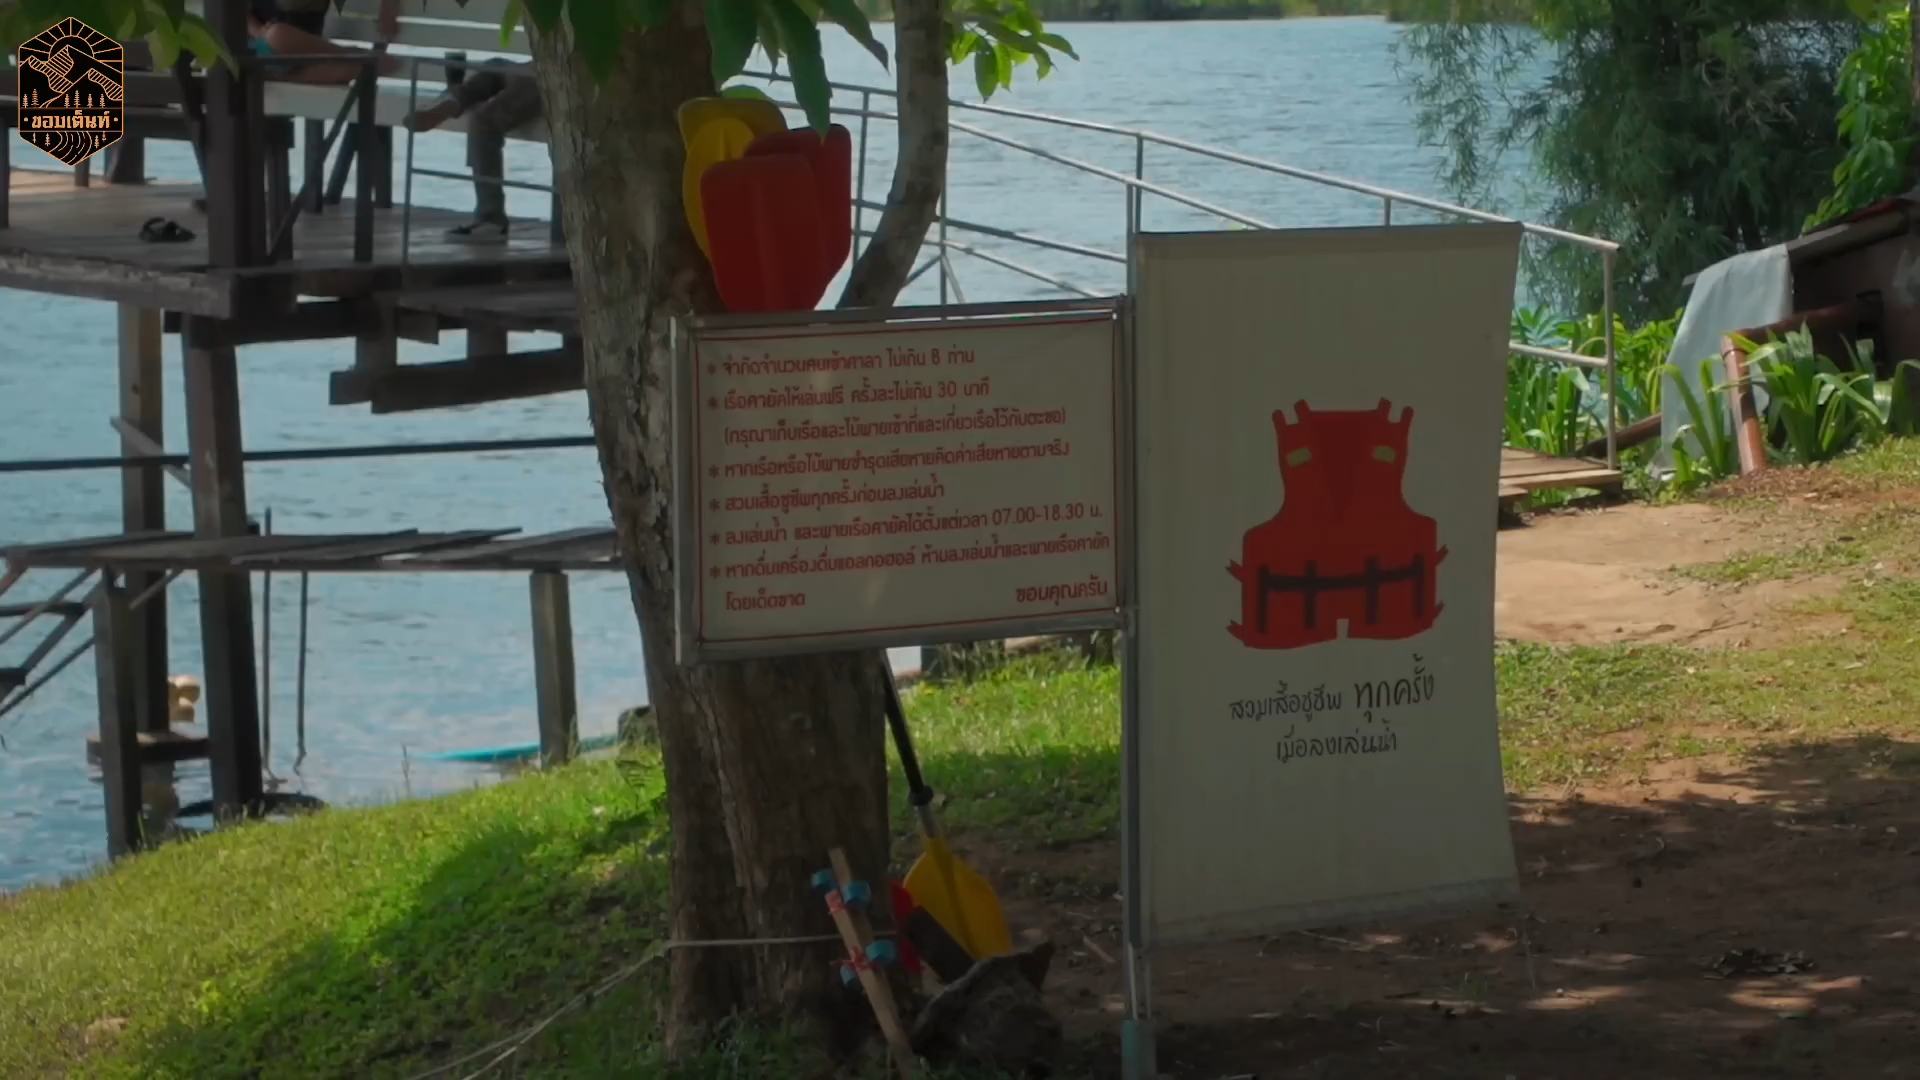 ขอบเต็นท์
* จำกัดจำนวนคนเข้าศาลา ไม่เกิน 8 ท่าน
* เรือคายัคให้เล่นฟรี ครั้งละไม่เกิน 30 นาที
(กรุณาเก็บเรือและไม้พายเข้าที่และเกี่ยวเรือไว้กับตะขอ)
* หากเรือหรือไม้พายชำรุดเสียหายคิดค่าเสียหายตามจริง
* สวมเสื้อชูชีพทุกครั้งก่อนลงเล่นน้ำ
* ลงเล่นน้ำ และพายเรือคายัคได้ตั้งแต่เวลา 07.00-18.30 น.
* หากดื่มเครื่องดื่มแอลกอฮอล์ ห้ามลงเล่นน้ำและพายเรือคายัค
โดยเด็ดขาด
ขอบคุณครับ
สวมเสื้อชูชีพ ทุกครั้ง
เมื่อลงเล่นน้ำ